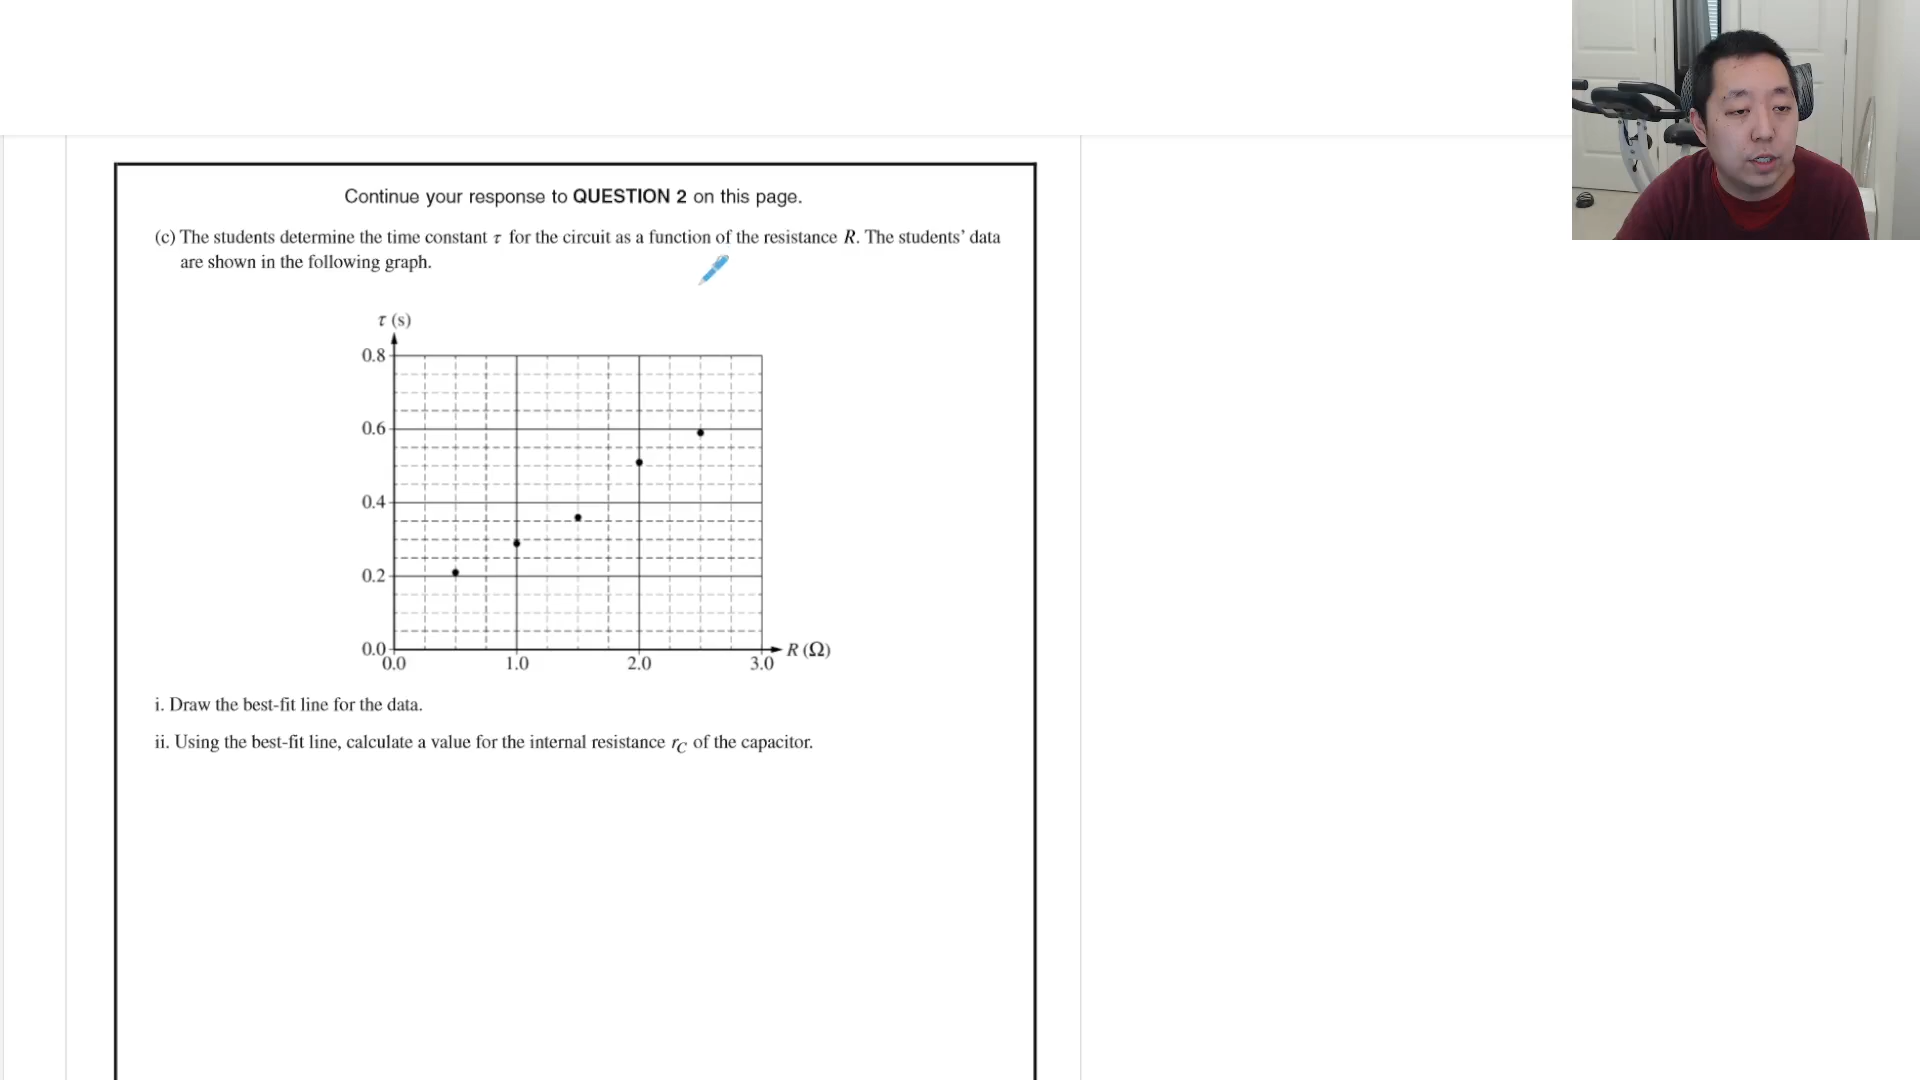 Continue your response to QUESTION 2 on this page.
(c) The students determine the time constant τ for the circuit as a function of the resistance R. The students’ data
are shown in the following graph.
τ (s)
0.8
0.6
0.4
0.2
0.0
0.0 1.0 2.0 3.0
R (Ω)
i. Draw the best-fit line for the data.
ii. Using the best-fit line, calculate a value for the internal resistance r_C of the capacitor.